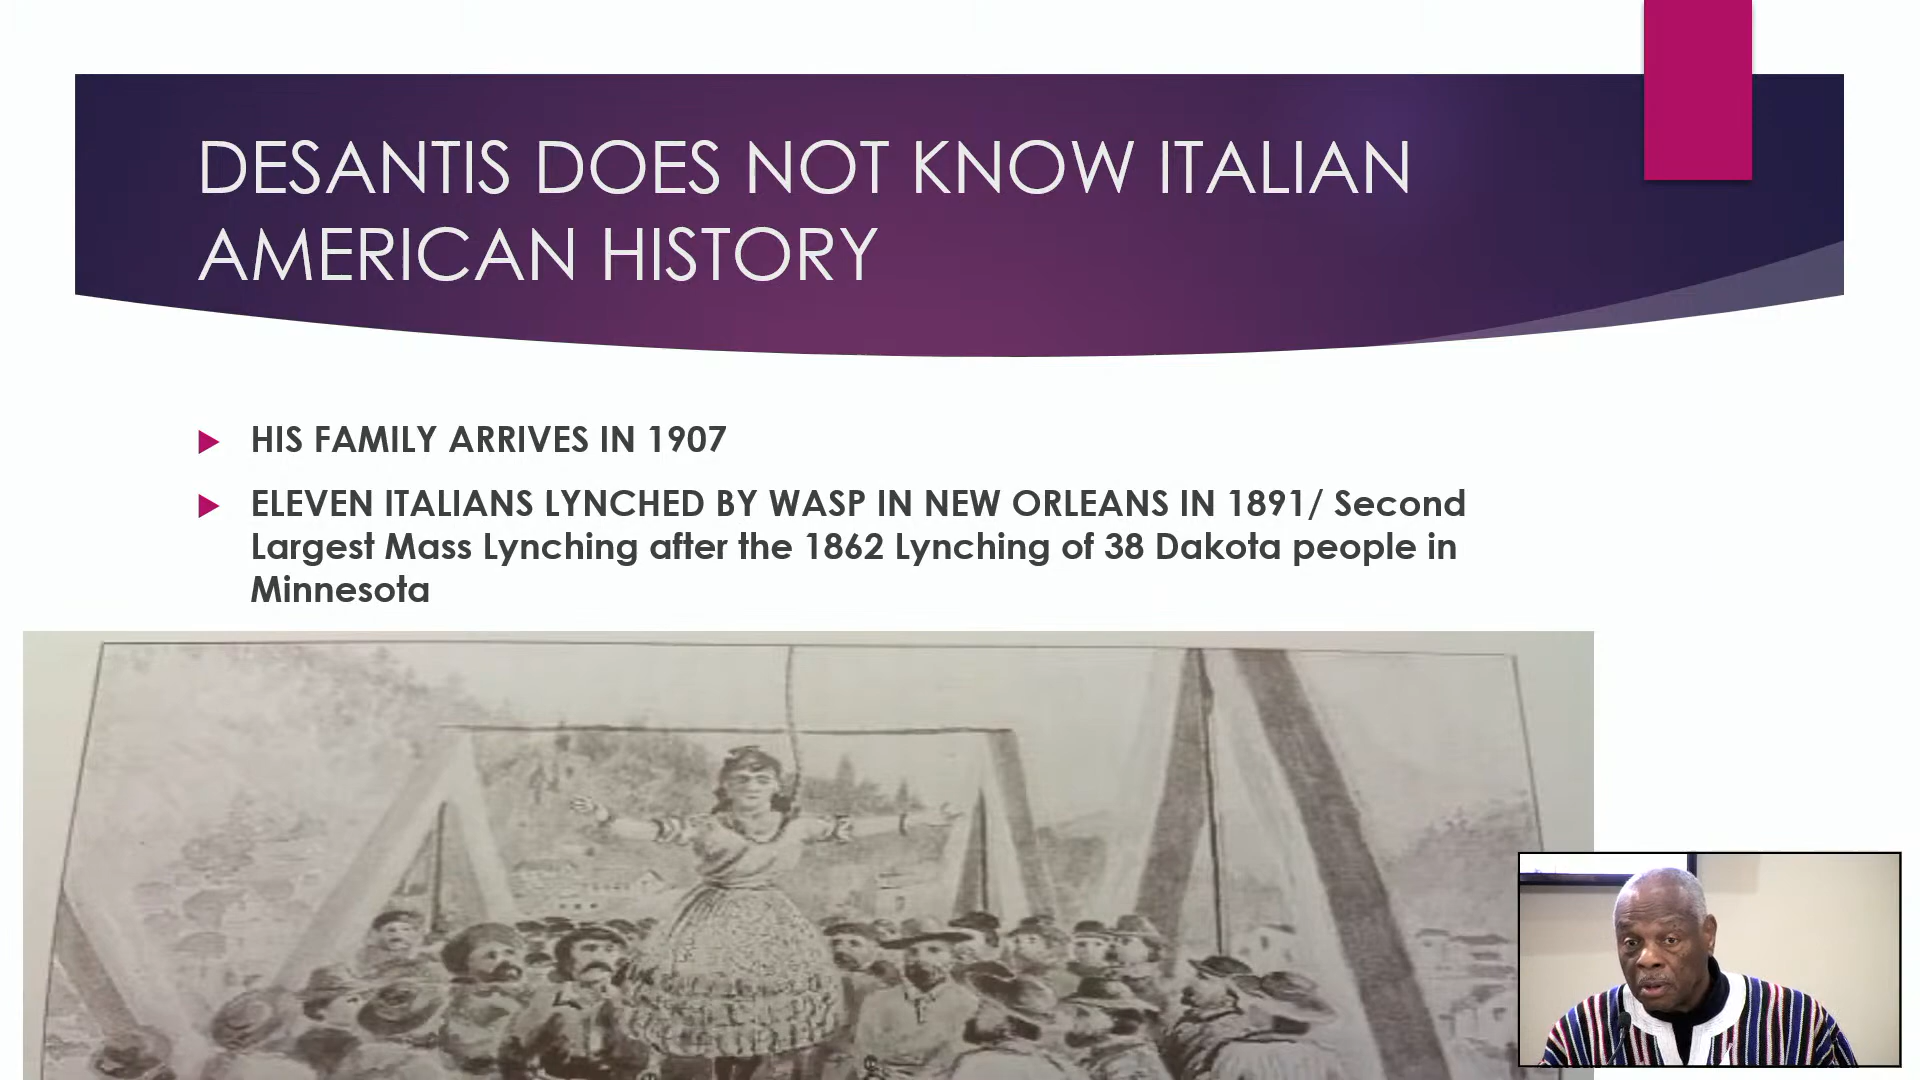 DESANTIS DOES NOT KNOW ITALIAN
AMERICAN HISTORY
HIS FAMILY ARRIVES IN 1907
ELEVEN ITALIANS LYNCHED BY WASP IN NEW ORLEANS IN 1891/ Second
Largest Mass Lynching after the 1862 Lynching of 38 Dakota people in
Minnesota